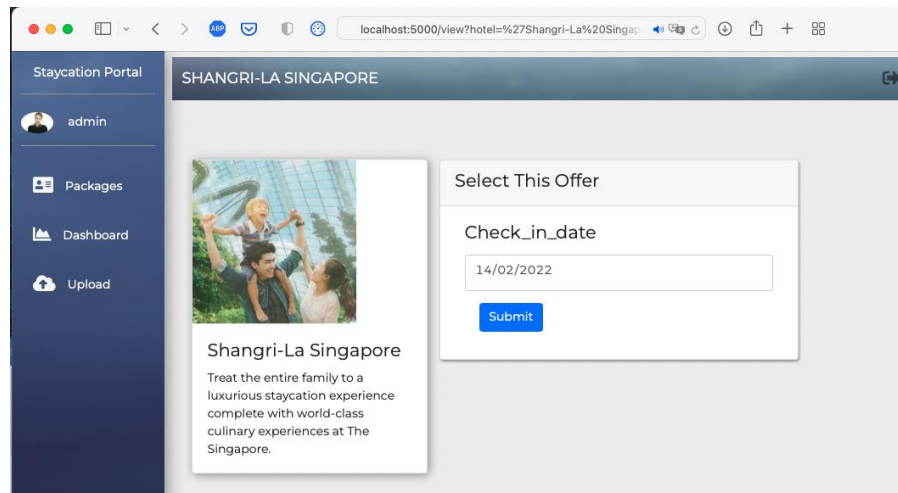 ABP
localhost:5000/view?hotel=%27Shangri-La%20Singap
Staycation Portal
SHANGRI-LA SINGAPORE
admin
Packages
Dashboard
Upload
Select This Offer
Check_in_date
14/02/2022
Submit
Shangri-La Singapore
Treat the entire family to a
luxurious staycation experience
complete with world-class
culinary experiences at The
Singapore.